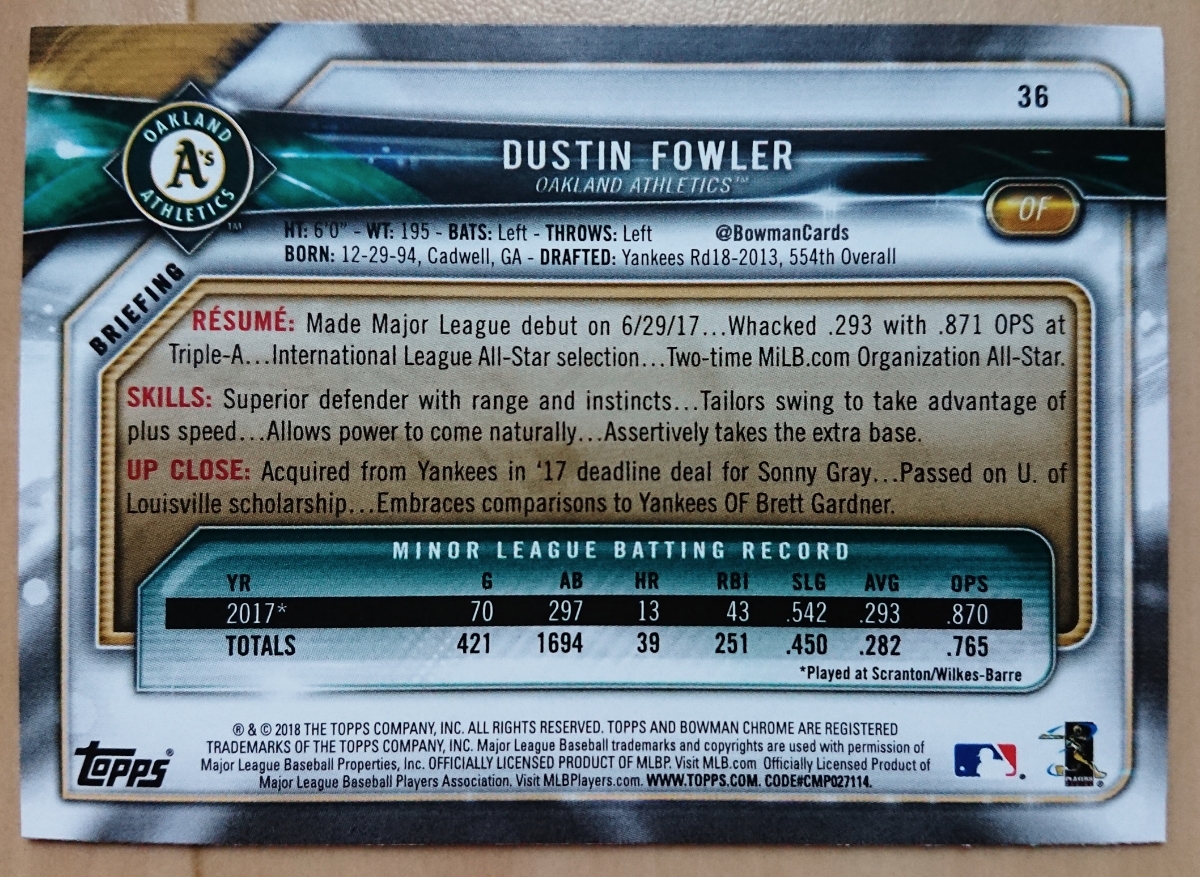 36
OAKLAND
A's
ATHLETICS™
DUSTIN FOWLER
OAKLAND ATHLETICS™
OF
HT: 6'0" - WT: 195 - BATS: Left - THROWS: Left @BowmanCards
BORN: 12-29-94, Cadwell, GA - DRAFTED: Yankees Rd18-2013, 554th Overall
BRIEFING
RÉSUMÉ: Made Major League debut on 6/29/17...Whacked .293 with .871 OPS at
Triple-A...International League All-Star selection...Two-time MiLB.com Organization All-Star.
SKILLS: Superior defender with range and instincts...Tailors swing to take advantage of
plus speed...Allows power to come naturally...Assertively takes the extra base.
UP CLOSE: Acquired from Yankees in '17 deadline deal for Sonny Gray...Passed on U. of
Louisville scholarship...Embraces comparisons to Yankees OF Brett Gardner.
MINOR LEAGUE BATTING RECORD
YR G AB HR RBI SLG AVG OPS
2017* 70 297 13 43 .542 .293 .870
TOTALS 421 1694 39 251 .450 .282 .765
*Played at Scranton/Wilkes-Barre
® & © 2018 THE TOPPS COMPANY, INC. ALL RIGHTS RESERVED. TOPPS AND BOWMAN CHROME ARE REGISTERED
TRADEMARKS OF THE TOPPS COMPANY, INC. Major League Baseball trademarks and copyrights are used with permission of
Major League Baseball Properties, Inc. OFFICIALLY LICENSED PRODUCT OF MLBP. Visit MLB.com Officially Licensed Product of
Major League Baseball Players Association. Visit MLBPlayers.com. WWW.TOPPS.COM. CODE#CMP027114.
Topps®
PLAYERS